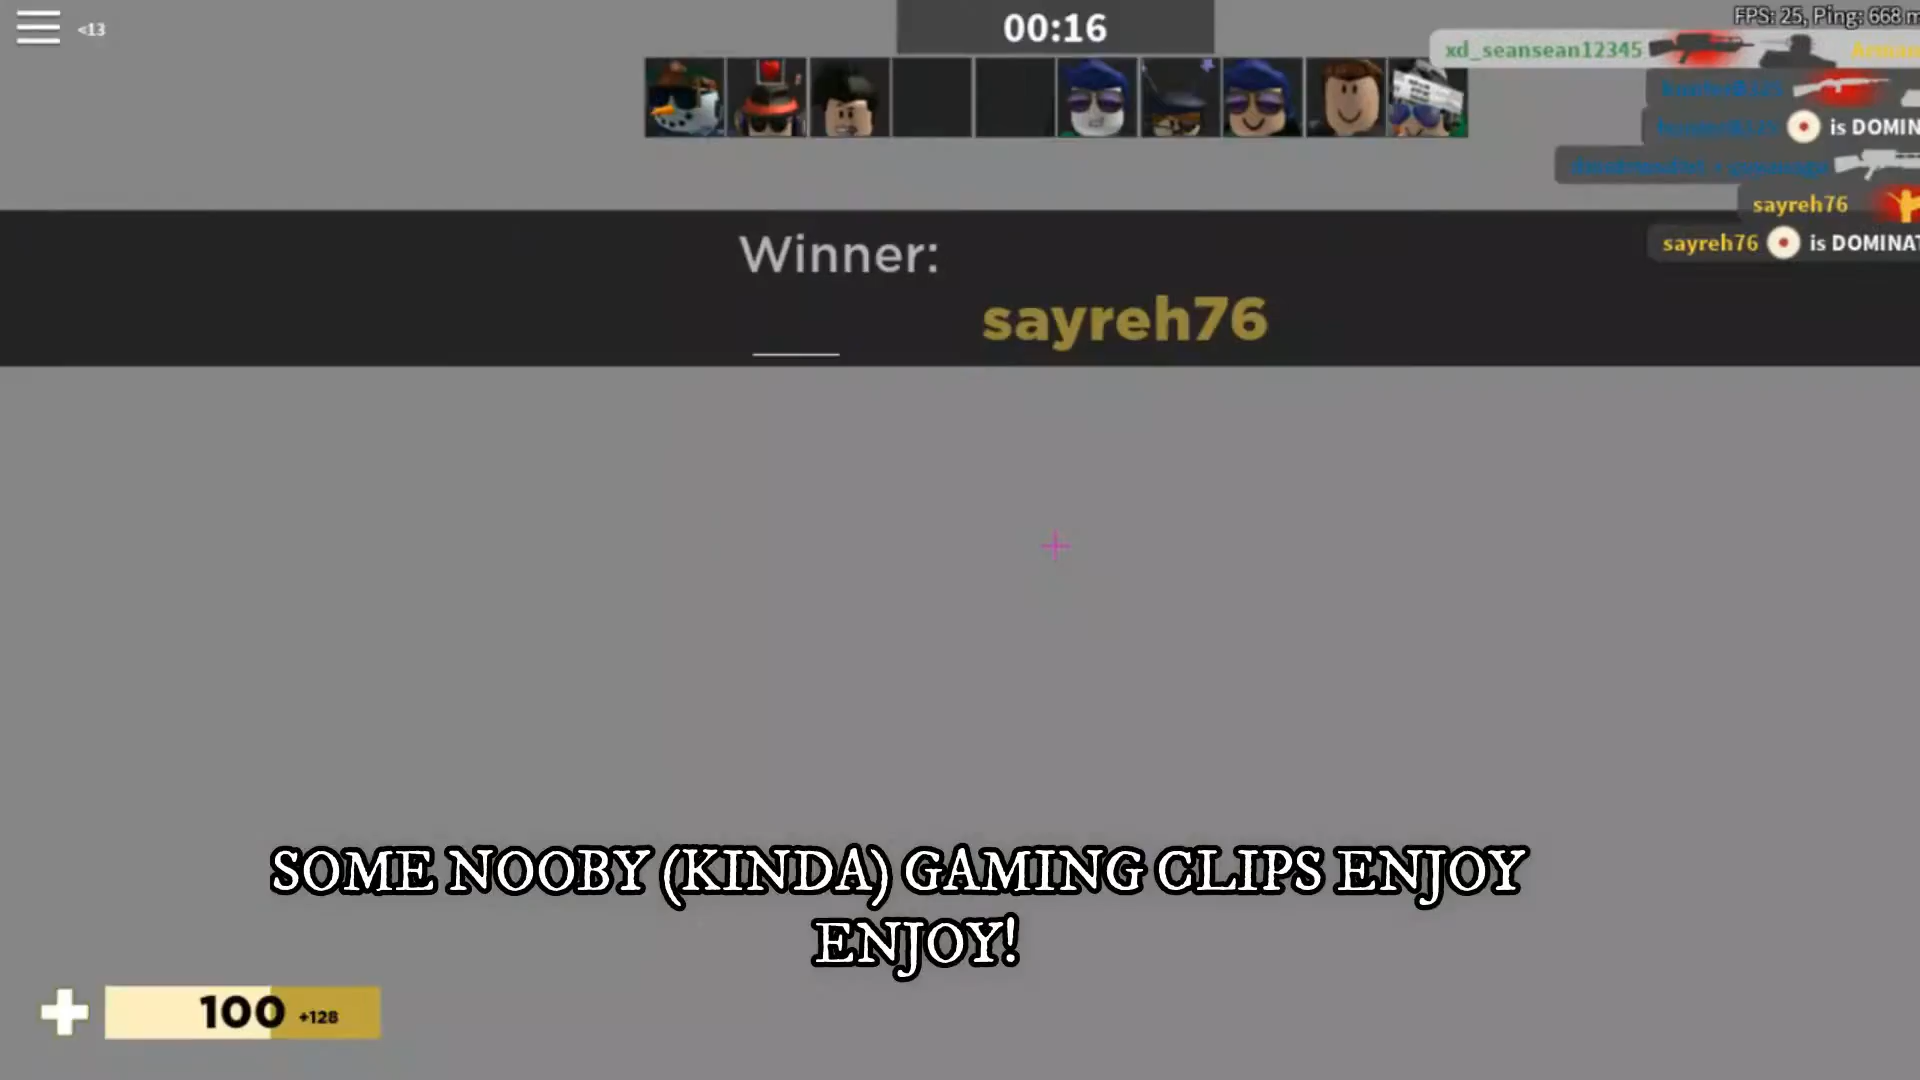 <13
00:16
FPS: 25, Ping: 668 m
xd_seansean12345
is DOMIN
sayreh76
sayreh76 is DOMINAT
Winner:
sayreh76
SOME NOOBY (KINDA) GAMING CLIPS ENJOY
ENJOY!
100 +128